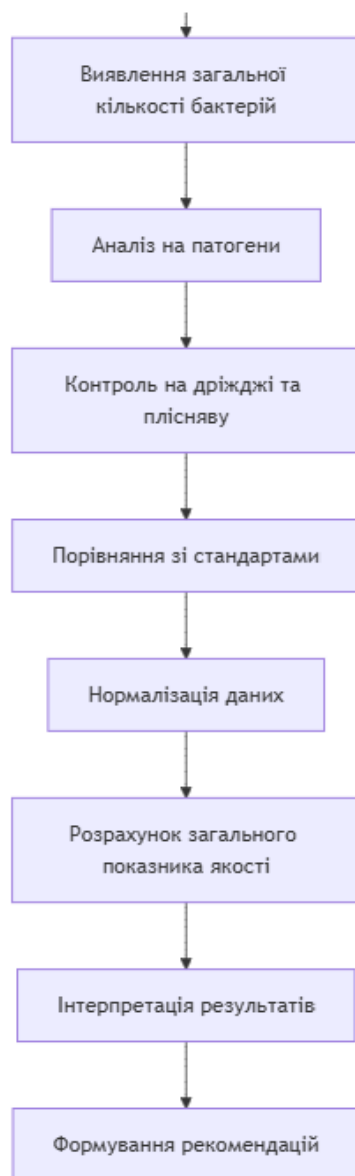 Виявлення загальної
кількості бактерій
Аналіз на патогени
Контроль на дріжджі та
плісняву
Порівняння зі стандартами
Нормалізація даних
Розрахунок загального
показника якості
Інтерпретація результатів
Формування рекомендацій